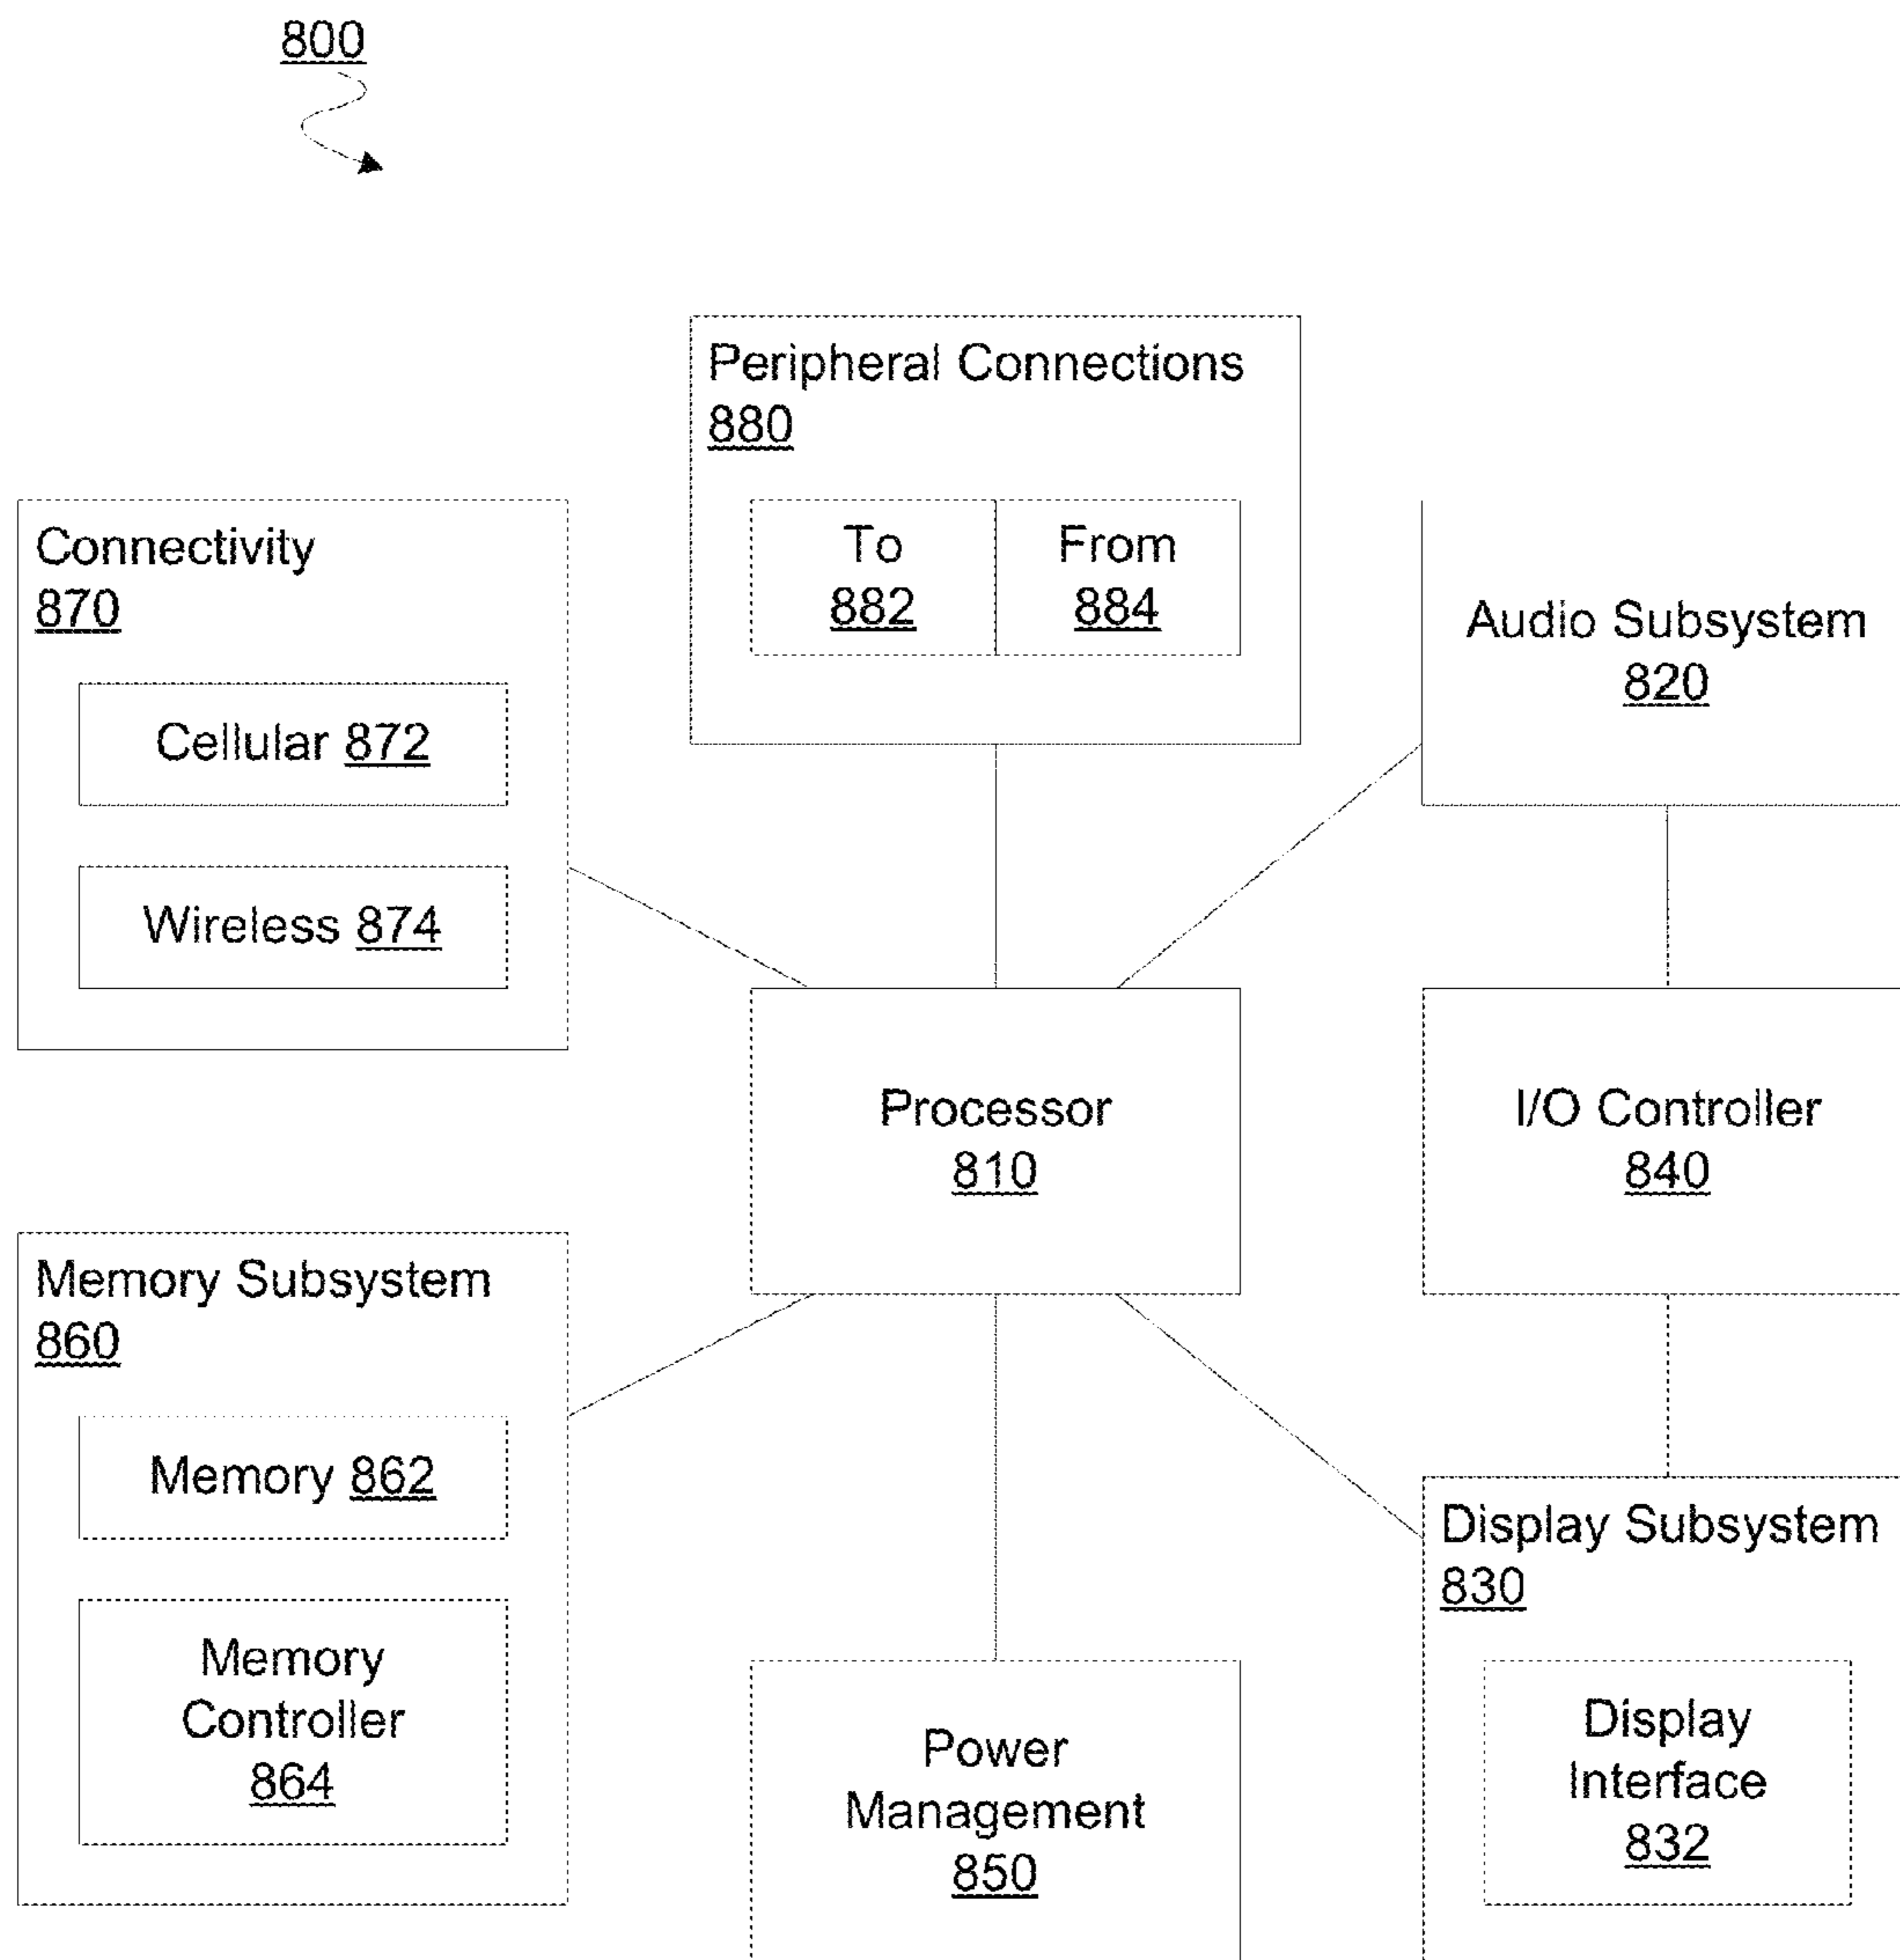 800
Peripheral Connections
880
To
882
From
884
Connectivity
870
Cellular 872
Wireless 874
Audio Subsystem
820
Processor
810
I/O Controller
840
Memory Subsystem
860
Memory 862
Memory
Controller
864
Power
Management
850
Display Subsystem
830
Display
Interface
832